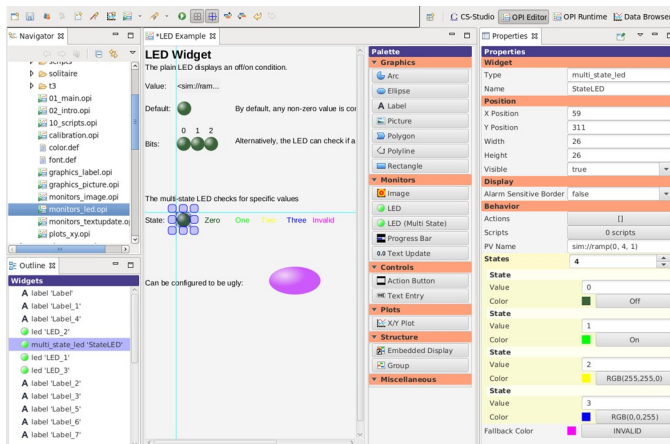 CS-Studio
OPI Editor
OPI Runtime
Data Browser
Navigator
scripts
solitaire
t3
01_main.opi
02_intro.opi
10_scripts.opi
calibration.opi
color.def
font.def
graphics_label.opi
graphics_picture.opi
monitors_image.opi
monitors_led.opi
monitors_textupdate.o
plots_xy.opi
Outline
Widgets
A label 'Label'
A label 'Label_1'
A label 'Label_4'
led 'LED_2'
multi_state_led 'StateLED'
led 'LED_1'
led 'LED_3'
A label 'Label_2'
A label 'Label_3'
A label 'Label_5'
A label 'Label_6'
A label 'Label_7'
*LED Example
LED Widget
The plain LED displays an off/on condition.
Value: <sim://ram...
Default: By default, any non-zero value is con
0 1 2
Bits: Alternatively, the LED can check if a
The multi-state LED checks for specific values
State: Zero One Two Three Invalid
Can be configured to be ugly:
Palette
Graphics
Arc
Ellipse
A Label
Picture
Polygon
Polyline
Rectangle
Monitors
Image
LED
LED (Multi State)
Progress Bar
0.0 Text Update
Controls
Action Button
Text Entry
Plots
X/Y Plot
Structure
Embedded Display
Group
Miscellaneous
Properties
Properties
Widget
Type multi_state_led
Name StateLED
Position
X Position 59
Y Position 311
Width 26
Height 26
Visible true
Display
Alarm Sensitive Border false
Behavior
Actions []
Scripts 0 scripts
PV Name sim://ramp(0, 4, 1)
States 4
State
Value 0
Color Off
State
Value 1
Color On
State
Value 2
Color RGB(255,255,0)
State
Value 3
Color RGB(0,0,255)
Fallback Color INVALID